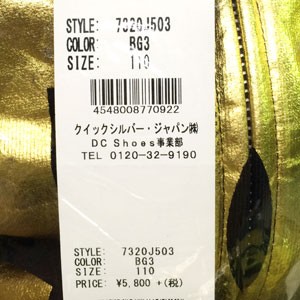 STYLE: 7320J503
COLOR: BG3
SIZE: 110
4548008770922
クイックシルバー・ジャパン㈱
DC Shoes事業部
TEL 0120-32-9190
STYLE: 7320J503
COLOR: BG3
SIZE: 110
PRICE: ¥5,800 +(税)